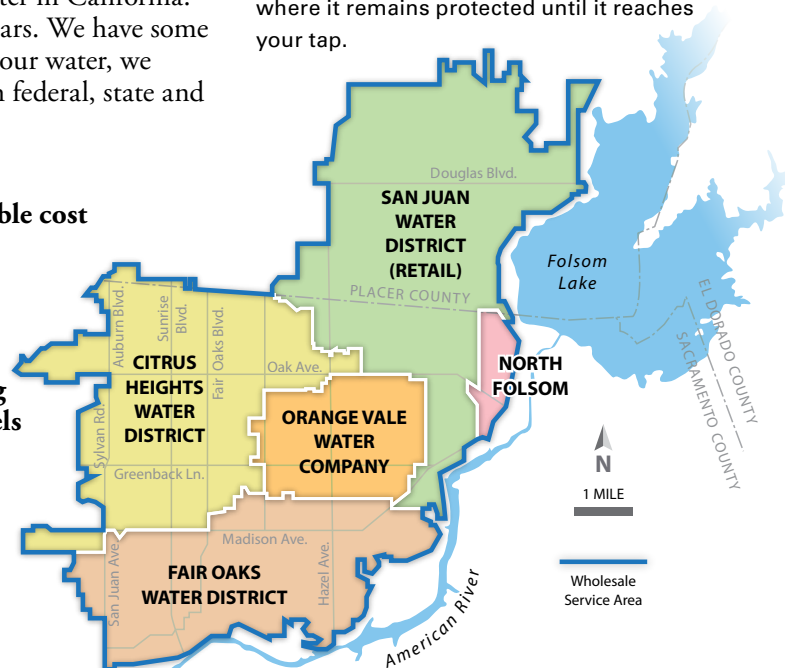 ter in California.
ars. We have some
our water, we
federal, state and
ble cost
where it remains protected until it reaches
your tap.
Douglas Blvd.
SAN JUAN
WATER
DISTRICT
(RETAIL)
Folsom
Lake
PLACER COUNTY
EL DORADO COUNTY
SACRAMENTO COUNTY
Auburn Blvd.
Sunrise
Blvd.
Fair Oaks Blvd.
Oak Ave.
CITRUS
HEIGHTS
WATER
DISTRICT
Sylvan Rd.
Greenback Ln.
ORANGE VALE
WATER
COMPANY
NORTH
FOLSOM
N
1 MILE
Wholesale
Service Area
Madison Ave.
San Juan Ave.
Hazel Ave.
FAIR OAKS
WATER DISTRICT
American River